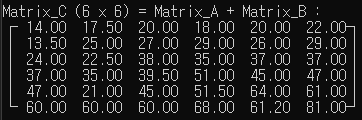 Matrix_C (6 x 6) = Matrix_A + Matrix_B :
┌ 14.00 17.50 20.00 18.00 20.00 22.00┐
│ 13.50 25.00 27.00 29.00 26.00 29.00│
│ 24.00 22.50 38.00 35.00 37.00 37.00│
│ 37.00 35.00 39.50 51.00 45.00 47.00│
│ 47.00 21.00 45.00 51.50 64.00 61.00│
└ 60.00 60.00 60.00 68.00 61.20 81.00┘